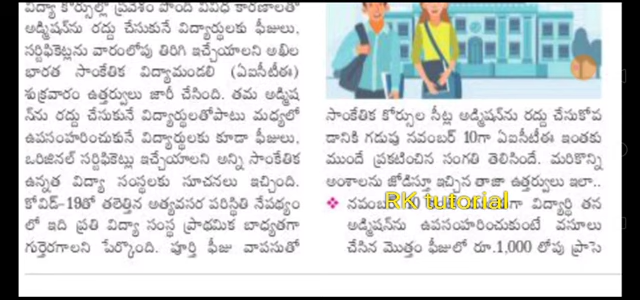 విద్యా కోర్సుల్లో ప్రవేశం పొంది వివిధ కారణాలతో
అడ్మిషన్‌ను రద్దు చేసుకునే విద్యార్థులకు ఫీజులు,
సర్టిఫికెట్లను వారంలోపు తిరిగి ఇచ్చేయాలని అఖిల
భారత సాంకేతిక విద్యామండలి (ఏఐసీటీఈ)
శుక్రవారం ఉత్తర్వులు జారీ చేసింది. తమ అడ్మిష
న్‌ను రద్దు చేసుకునే విద్యార్థులతోపాటు మధ్యలో
ఉపసంహరించుకునే విద్యార్థులకు కూడా ఫీజులు,
ఒరిజినల్ సర్టిఫికెట్లు ఇచ్చేయాలని అన్ని సాంకేతిక
ఉన్నత విద్యా సంస్థలకు సూచనలు ఇచ్చింది.
కోవిడ్-19తో తలెత్తిన అత్యవసర పరిస్థితి నేపథ్యం
లో ఇది ప్రతి విద్యా సంస్థ ప్రాథమిక బాధ్యతగా
గుర్తెరగాలని పేర్కొంది. పూర్తి ఫీజు వాపసుతో
సాంకేతిక కోర్సుల సీట్ల అడ్మిషన్‌ను రద్దు చేసుకోవ
డానికి గడువు నవంబర్ 10గా ఏఐసీటీఈ ఇంతకు
ముందే ప్రకటించిన సంగతి తెలిసిందే. మరికొన్ని
అంశాలను జోడిస్తూ ఇచ్చిన తాజా ఉత్తర్వులు ఇలా..
నవంబర్ RK tutorial గా విద్యార్థి తన
అడ్మిషన్‌ను ఉపసంహరించుకుంటే వసూలు
చేసిన మొత్తం ఫీజులో రూ.1,000 లోపు ప్రాసె